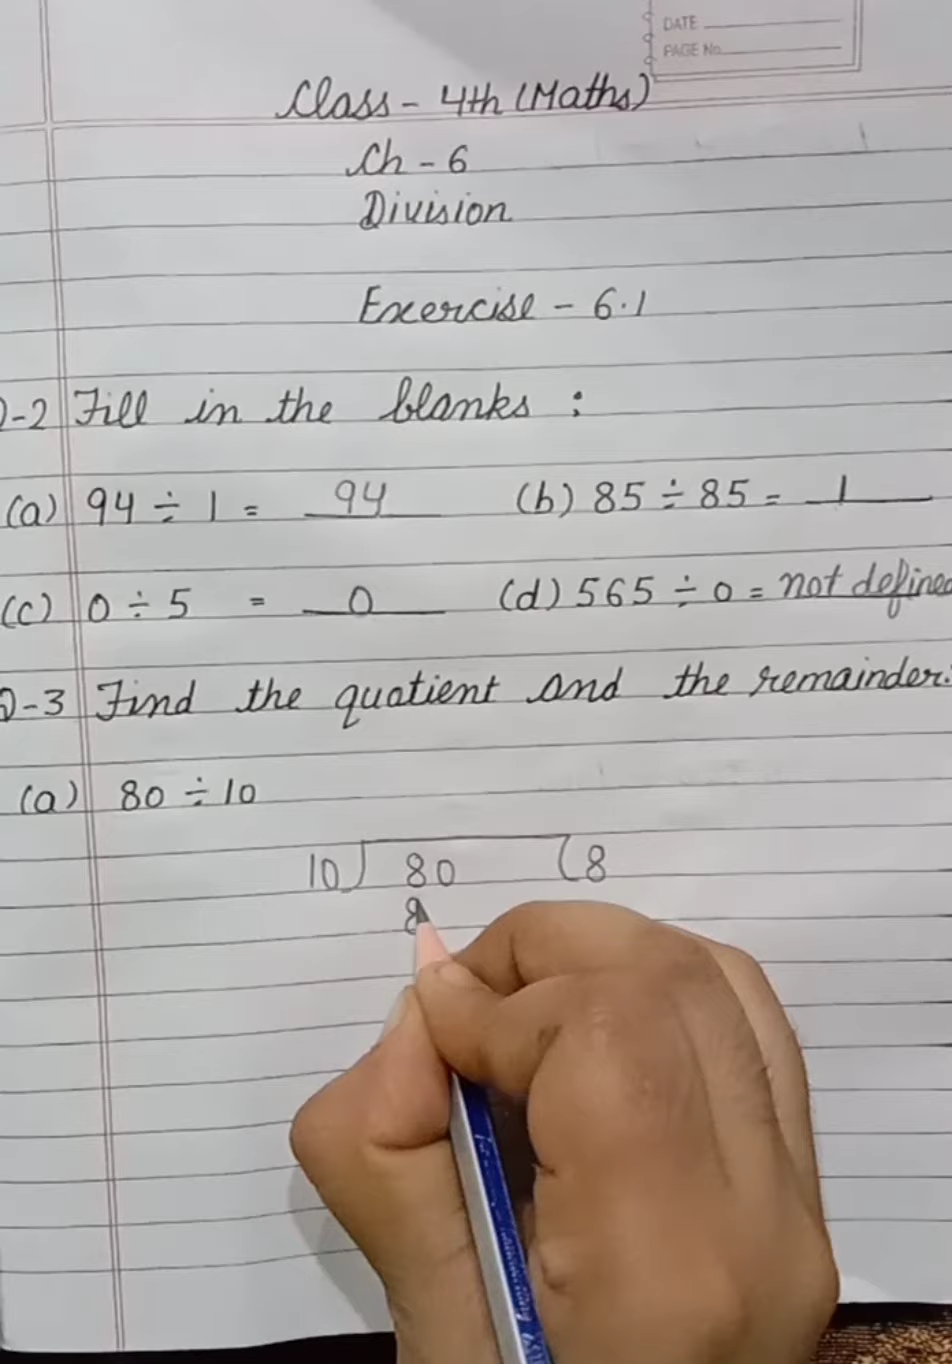 DATE
PAGE No.
Class - 4th (Maths)
Ch - 6
Division
Exercise - 6.1
Q-2 Fill in the blanks :
(a) 94 ÷ 1 = 94 (b) 85 ÷ 85 = 1
(c) 0 ÷ 5 = 0 (d) 565 ÷ 0 = not defined
Q-3 Find the quatient and the remainder:
(a) 80 ÷ 10
10) 80 (8
8